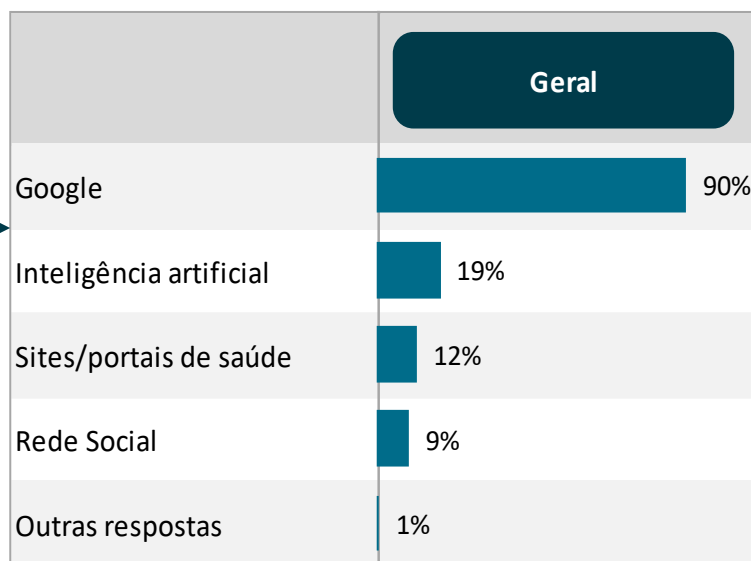 Geral
Google 90%
Inteligência artificial 19%
Sites/portais de saúde 12%
Rede Social 9%
Outras respostas 1%